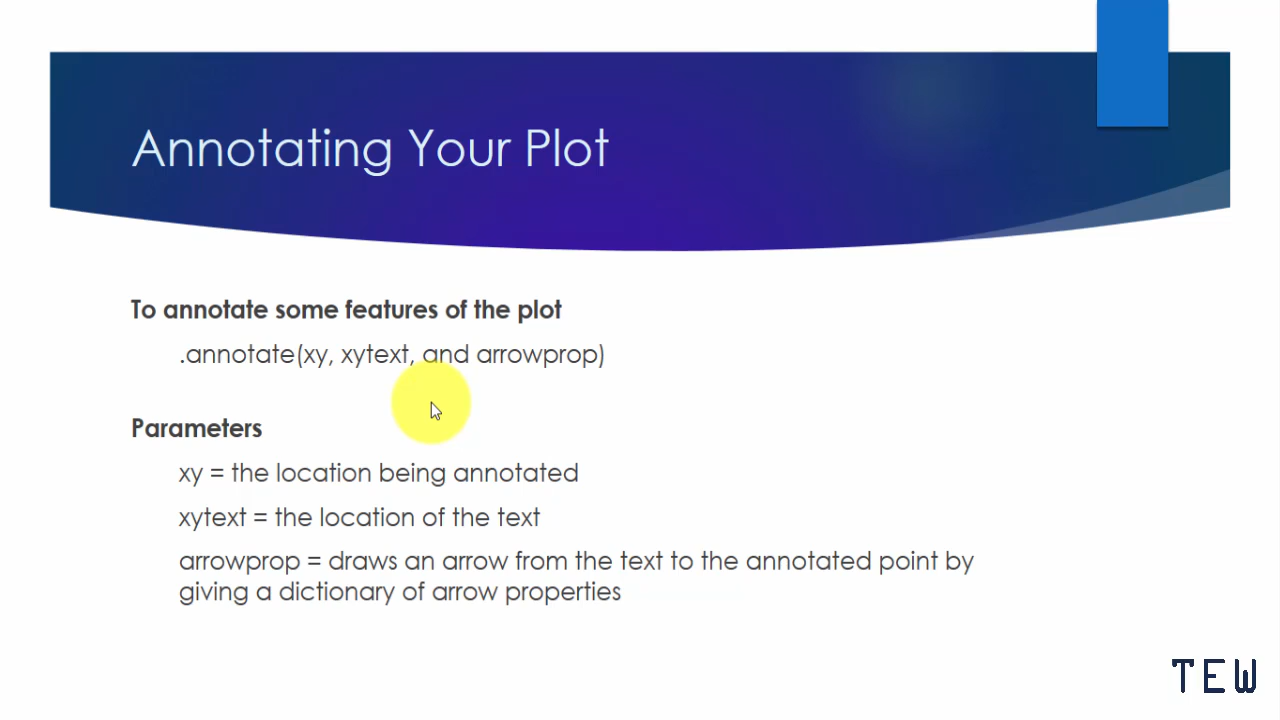 Annotating Your Plot
To annotate some features of the plot
.annotate(xy, xytext, and arrowprop)
Parameters
xy = the location being annotated
xytext = the location of the text
arrowprop = draws an arrow from the text to the annotated point by
giving a dictionary of arrow properties
TEW